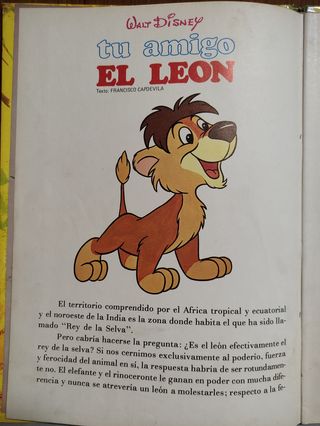 WALT DISNEY
tu amigo
EL LEON
Texto: FRANCISCO CAPDEVILA
El territorio comprendido por el Africa tropical y ecuatorial
y el noroeste de la India es la zona donde habita el que ha sido lla-
mado "Rey de la Selva".
Pero cabría hacerse la pregunta: ¿Es el león efectivamente el
rey de la selva? Si nos cernimos exclusivamente al poderío, fuerza
y ferocidad del animal en sí, la respuesta habría de ser rotundamen-
te no. El elefante y el rinoceronte le ganan en poder con mucha dife-
rencia y nunca se atrevería un león a molestarles; respecto a la fe-